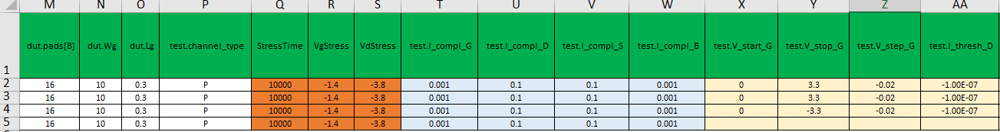 M N O P Q R S T U V W X Y Z AA
1 dut.pads[B] dut.Wg dut.Lg test.channel_type StressTime VgStress VdStress test.I_compl_G test.I_compl_D test.I_compl_S test.I_compl_B test.V_start_G test.V_stop_G test.V_step_G test.I_thresh_D
2 16 10 0.3 P 10000 -1.4 -3.8 0.001 0.1 0.1 0.001 0 3.3 -0.02 -1.00E-07
3 16 10 0.3 P 10000 -1.4 -3.8 0.001 0.1 0.1 0.001 0 3.3 -0.02 -1.00E-07
4 16 10 0.3 P 10000 -1.4 -3.8 0.001 0.1 0.1 0.001 0 -3.3 -0.02 -1.00E-07
5 16 10 0.3 P 10000 -1.4 -3.8 0.001 0.1 0.1 0.001